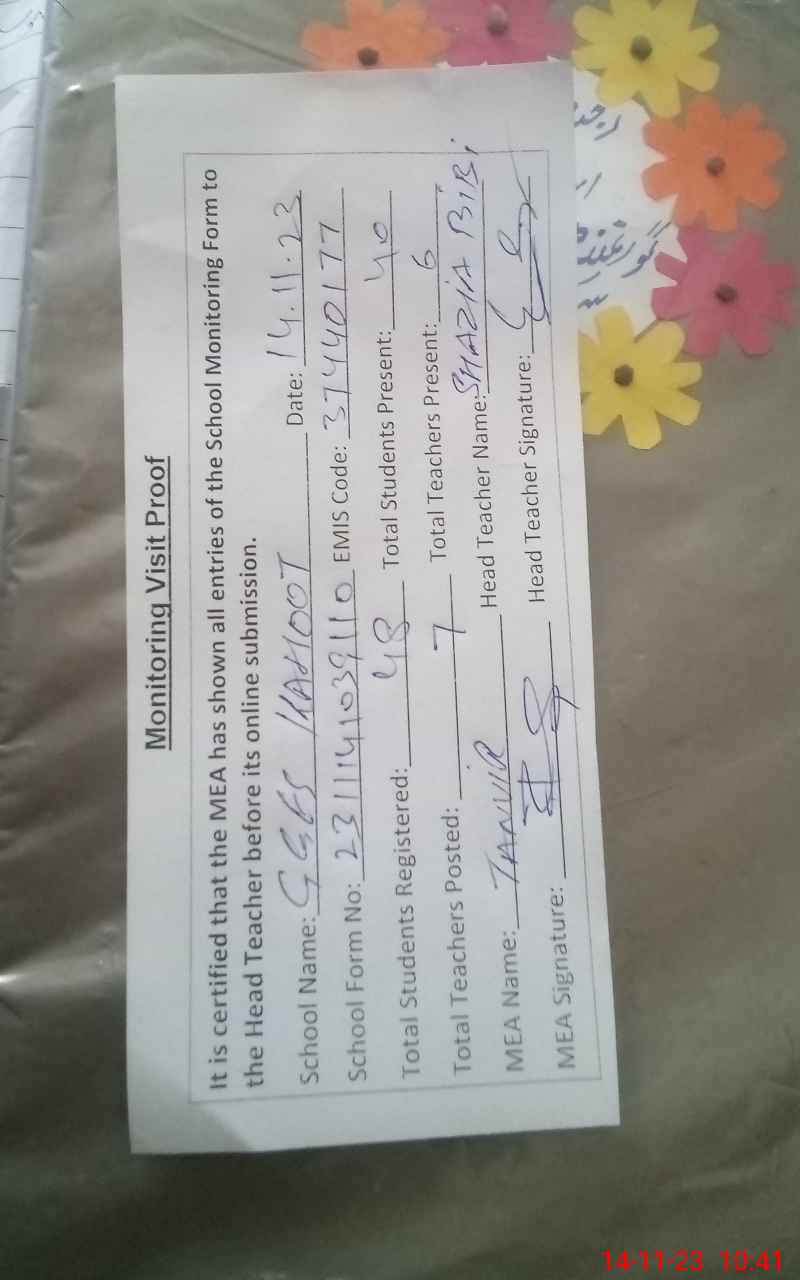 Monitoring Visit Proof
It is certified that the MEA has shown all entries of the School Monitoring Form to
the Head Teacher before its online submission.
School Name: GGES KAHOOT Date: 14.11.23
School Form No: 231114103911O EMIS Code: 37440177
Total Students Registered: 48 Total Students Present: 40
Total Teachers Posted: 7 Total Teachers Present: 6
MEA Name: TANVIR Head Teacher Name: SHAZIA BIBI
MEA Signature: Head Teacher Signature:
14-11-23 10:41